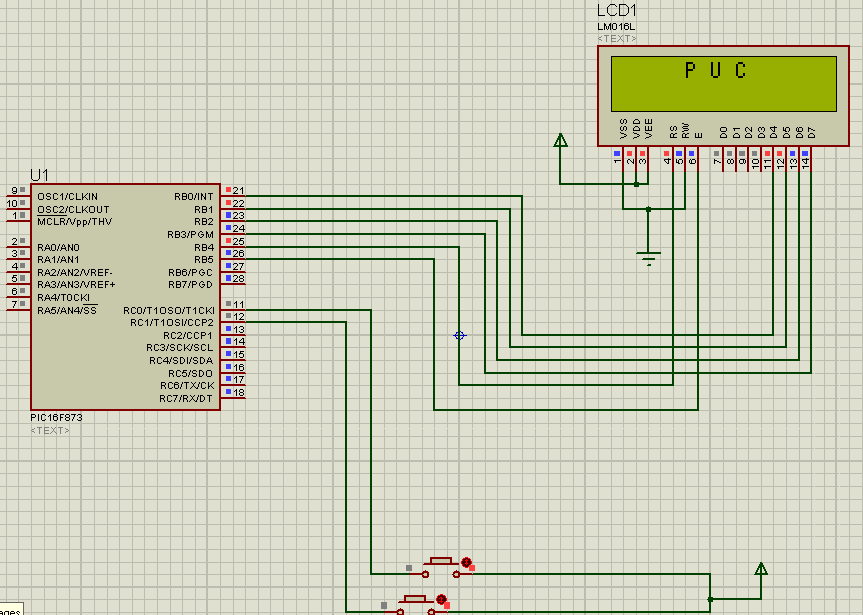 LCD1
LM016L
<TEXT>
P U C
VSS VDD VEE RS RW E D0 D1 D2 D3 D4 D5 D6 D7
1 2 3 4 5 6 7 8 9 10 11 12 13 14
U1
9 OSC1/CLKIN RB0/INT 21
10 OSC2/CLKOUT RB1 22
1 MCLR/Vpp/THV RB2 23
RB3/PGM 24
2 RA0/AN0 RB4 25
3 RA1/AN1 RB5 26
4 RA2/AN2/VREF- RB6/PGC 27
5 RA3/AN3/VREF+ RB7/PGD 28
6 RA4/T0CKI
7 RA5/AN4/SS RC0/T1OSO/T1CKI 11
RC1/T1OSI/CCP2 12
RC2/CCP1 13
RC3/SCK/SCL 14
RC4/SDI/SDA 15
RC5/SDO 16
RC6/TX/CK 17
RC7/RX/DT 18
PIC16F873
<TEXT>